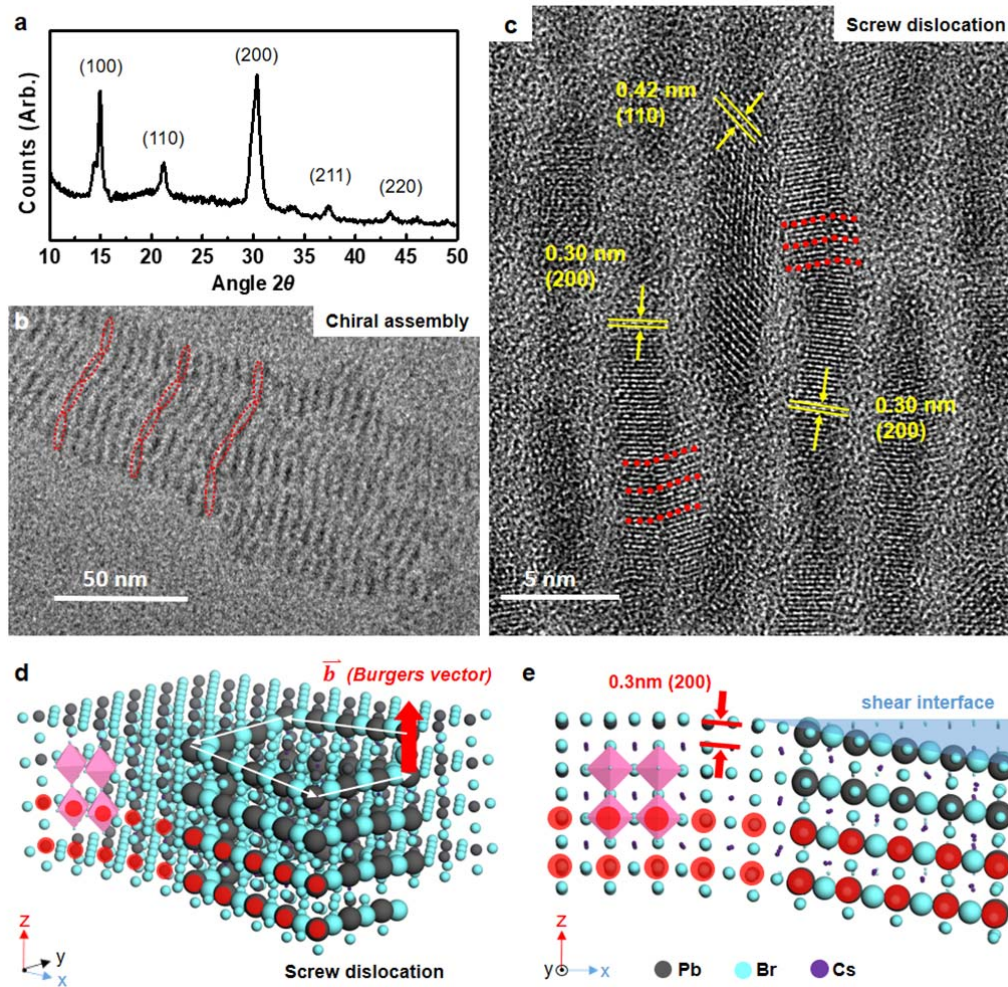 a
(100)
(110)
(200)
(211)
(220)
Counts (Arb.)
10 15 20 25 30 35 40 45 50
Angle 2θ
b
Chiral assembly
50 nm
c
Screw dislocation
0.42 nm
(110)
0.30 nm
(200)
0.30 nm
(200)
5 nm
d
b (Burgers vector)
z
y
x
Screw dislocation
e
0.3nm (200)
shear interface
z
y
x
Pb Br Cs